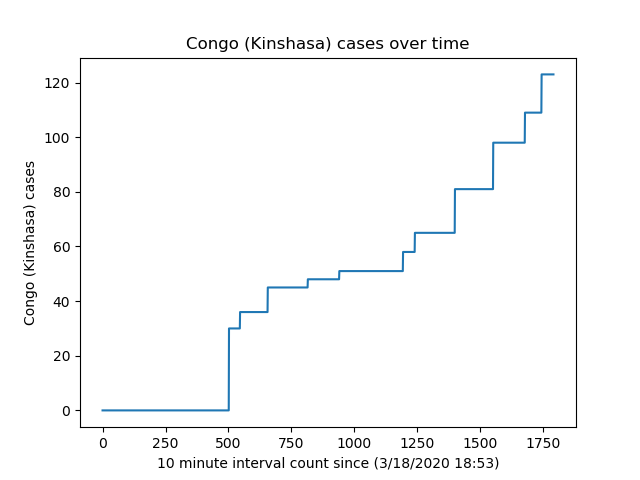 Congo (Kinshasa) cases over time
120
100
80
60
40
20
0
Congo (Kinshasa) cases
0 250 500 750 1000 1250 1500 1750
10 minute interval count since (3/18/2020 18:53)